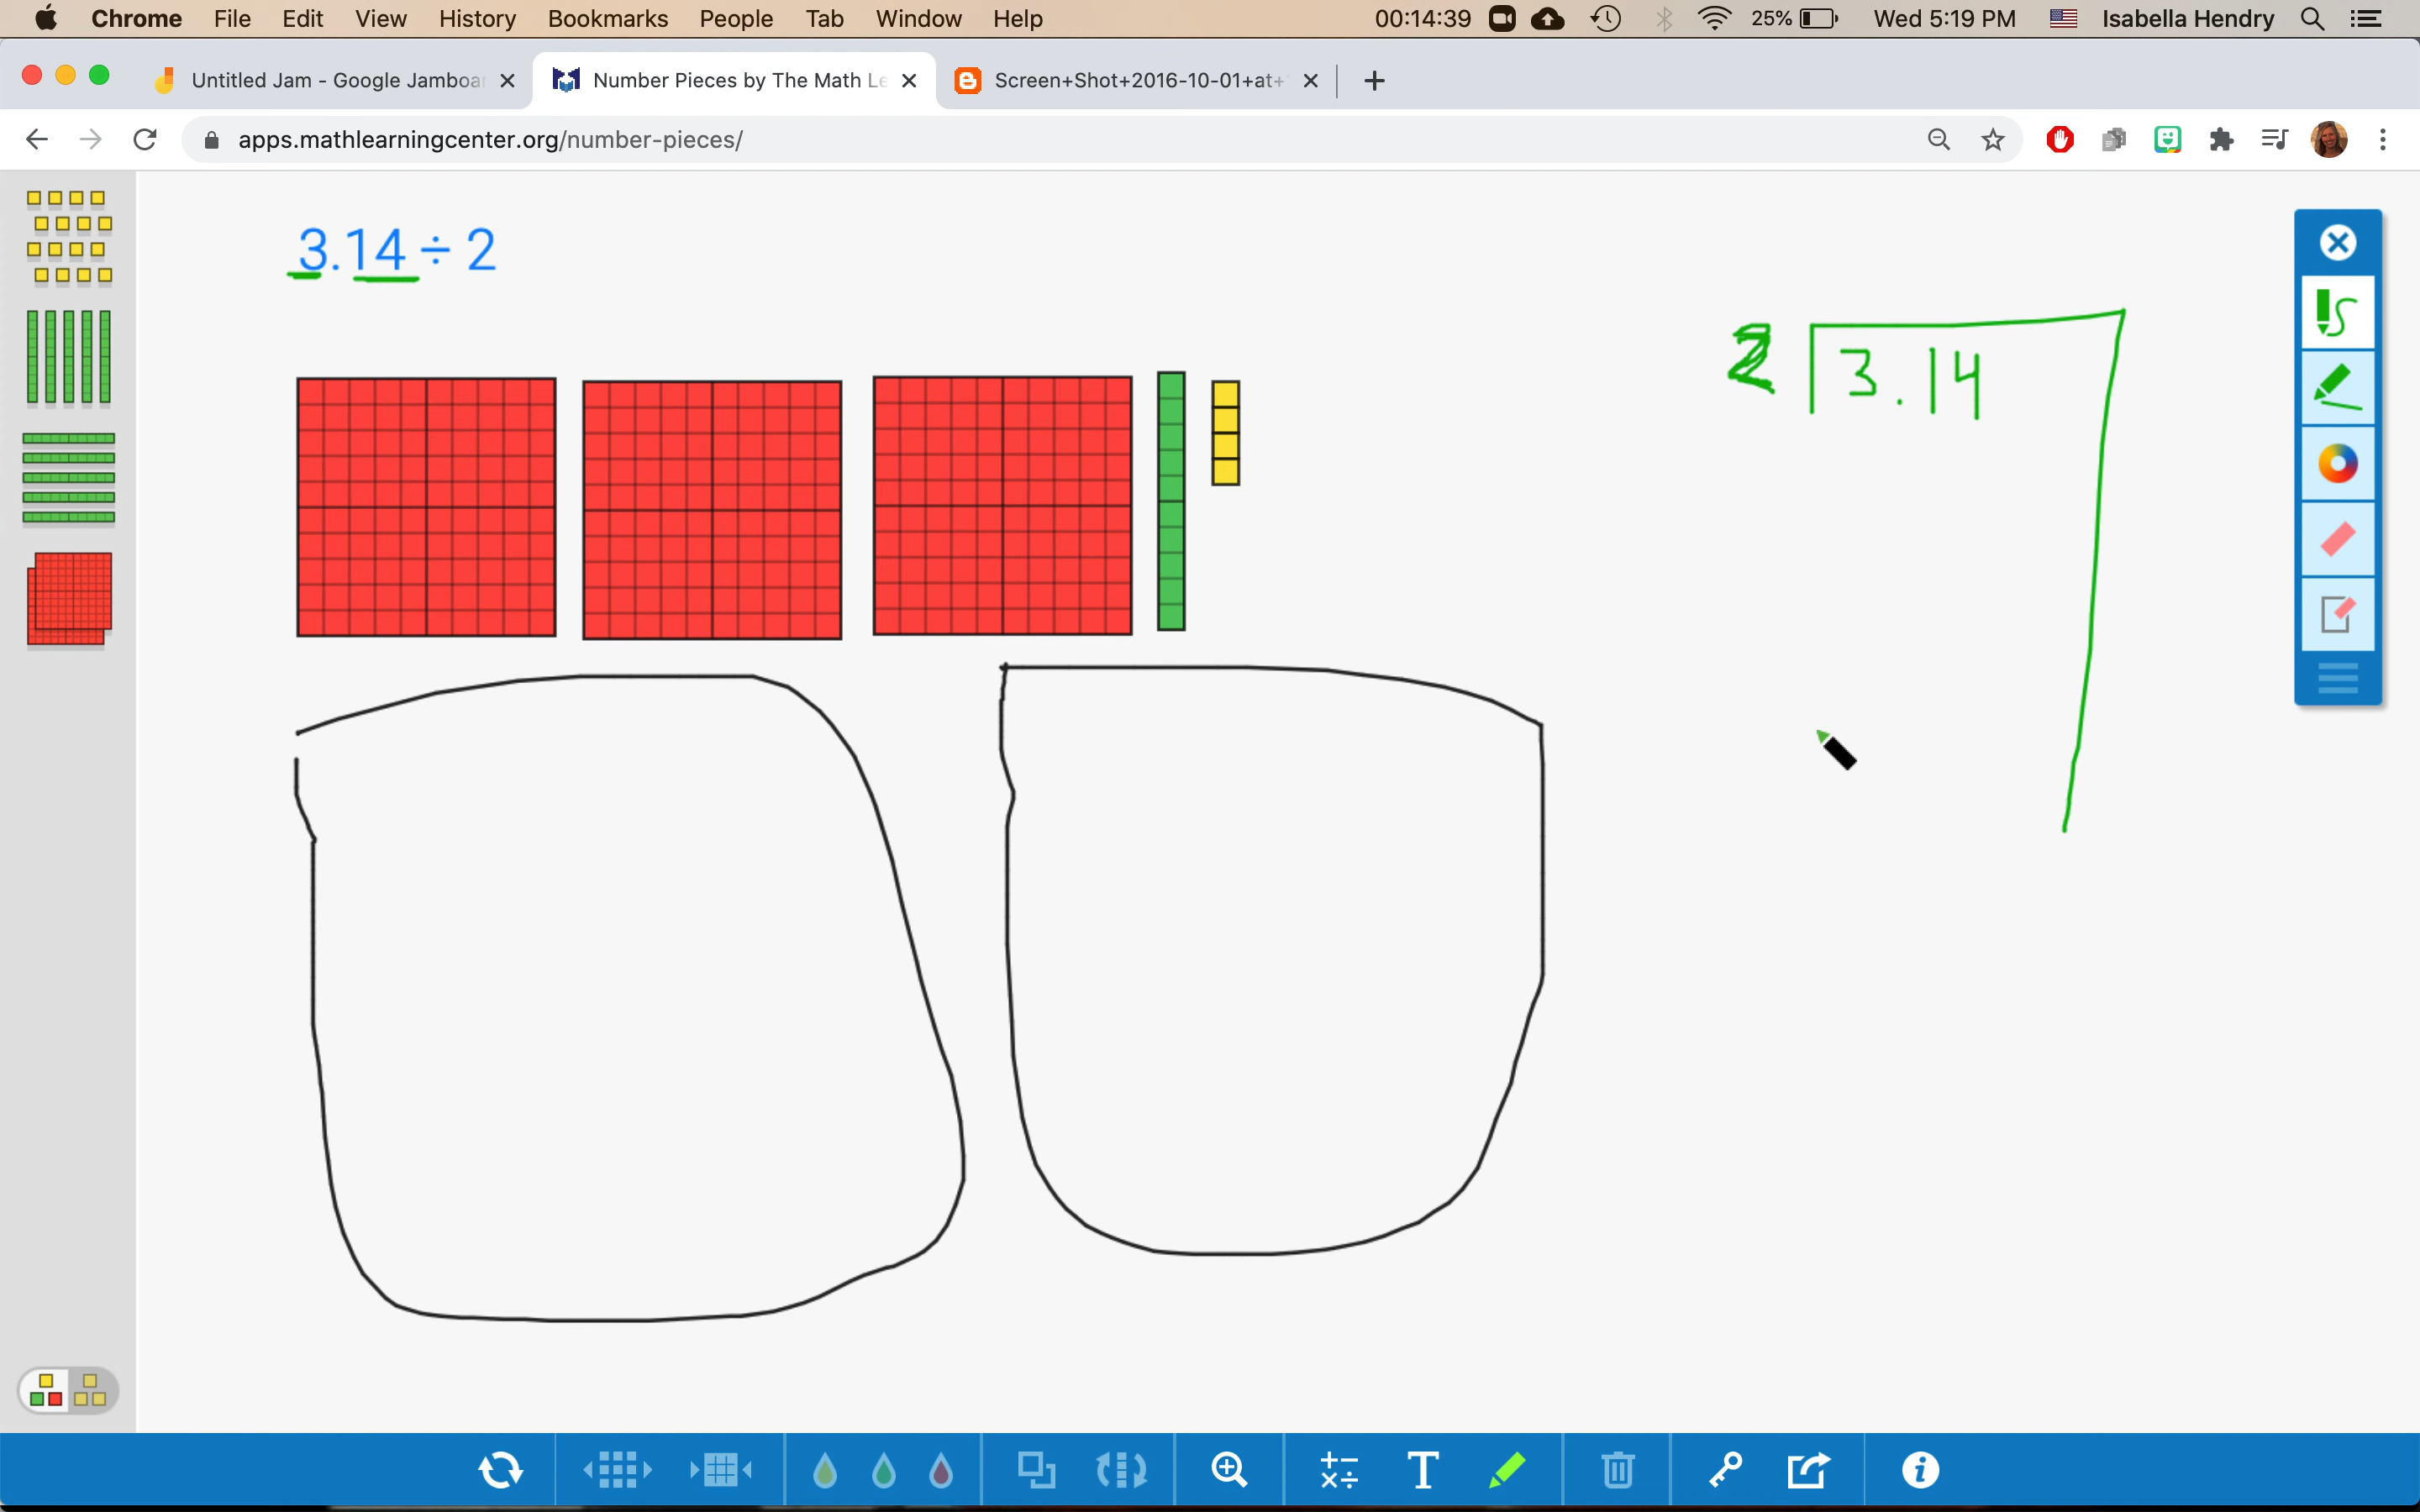 Chrome File Edit View History Bookmarks People Tab Window Help 00:14:39 25% Wed 5:19 PM Isabella Hendry
Untitled Jam - Google Jamboar Number Pieces by The Math Le Screen+Shot+2016-10-01+at+
apps.mathlearningcenter.org/number-pieces/
3.14 ÷ 2
2 3.14
T